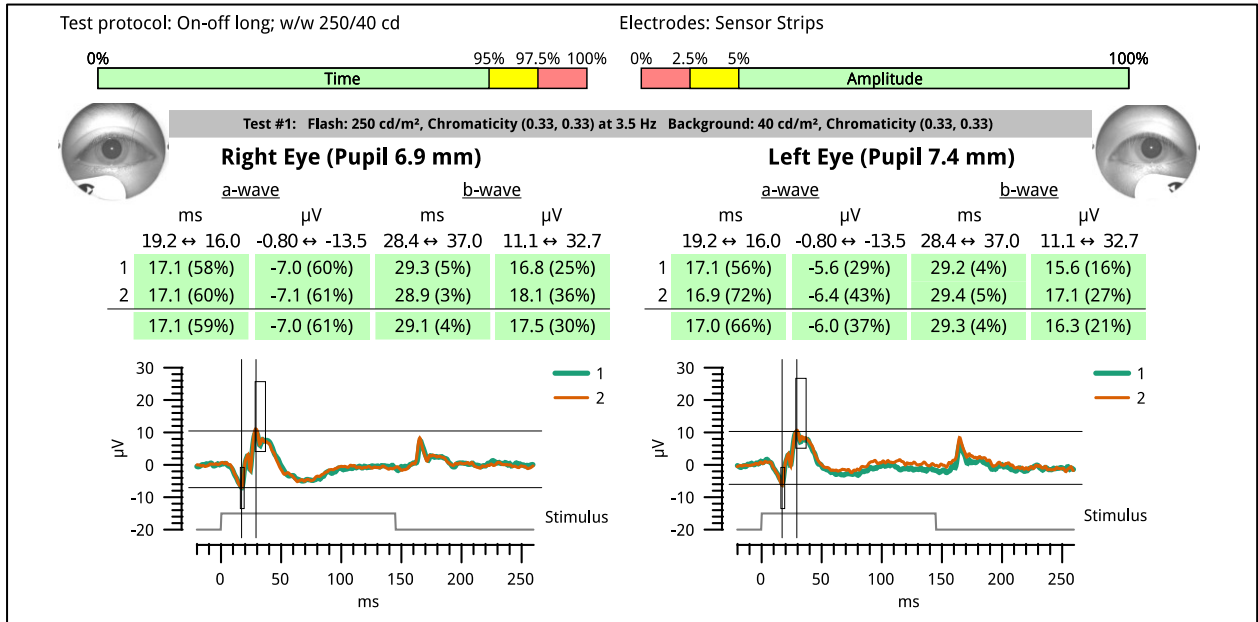 Test protocol: On-off long; w/w 250/40 cd Electrodes: Sensor Strips
0% 95% 97.5% 100% 0% 2.5% 5% 100%
Time Amplitude
Test #1: Flash: 250 cd/m², Chromaticity (0.33, 0.33) at 3.5 Hz Background: 40 cd/m², Chromaticity (0.33, 0.33)
Right Eye (Pupil 6.9 mm) Left Eye (Pupil 7.4 mm)
a-wave b-wave a-wave b-wave
ms µV ms µV ms µV ms µV
19.2 ↔ 16.0 -0.80 ↔ -13.5 28.4 ↔ 37.0 11.1 ↔ 32.7 19.2 ↔ 16.0 -0.80 ↔ -13.5 28.4 ↔ 37.0 11.1 ↔ 32.7
1 17.1 (58%) -7.0 (60%) 29.3 (5%) 16.8 (25%) 1 17.1 (56%) -5.6 (29%) 29.2 (4%) 15.6 (16%)
2 17.1 (60%) -7.1 (61%) 28.9 (3%) 18.1 (36%) 2 16.9 (72%) -6.4 (43%) 29.4 (5%) 17.1 (27%)
17.1 (59%) -7.0 (61%) 29.1 (4%) 17.5 (30%) 17.0 (66%) -6.0 (37%) 29.3 (4%) 16.3 (21%)
30 1 30 1
20 2 20 2
10 10
µV µV
0 0
-10 -10
Stimulus Stimulus
-20 -20
0 50 100 150 200 250 0 50 100 150 200 250
ms ms